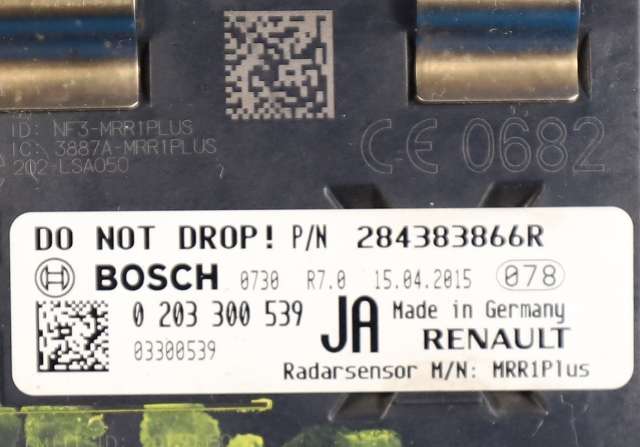 ID: NF3-MRR1PLUS
IC: 3887A-MRR1PLUS
202-LSA050
CE 0682
DO NOT DROP! P/N 284383866R
BOSCH 0730 R7.0 15.04.2015 078
0 203 300 539 JA Made in Germany
03300539 RENAULT
Radarsensor M/N: MRR1Plus